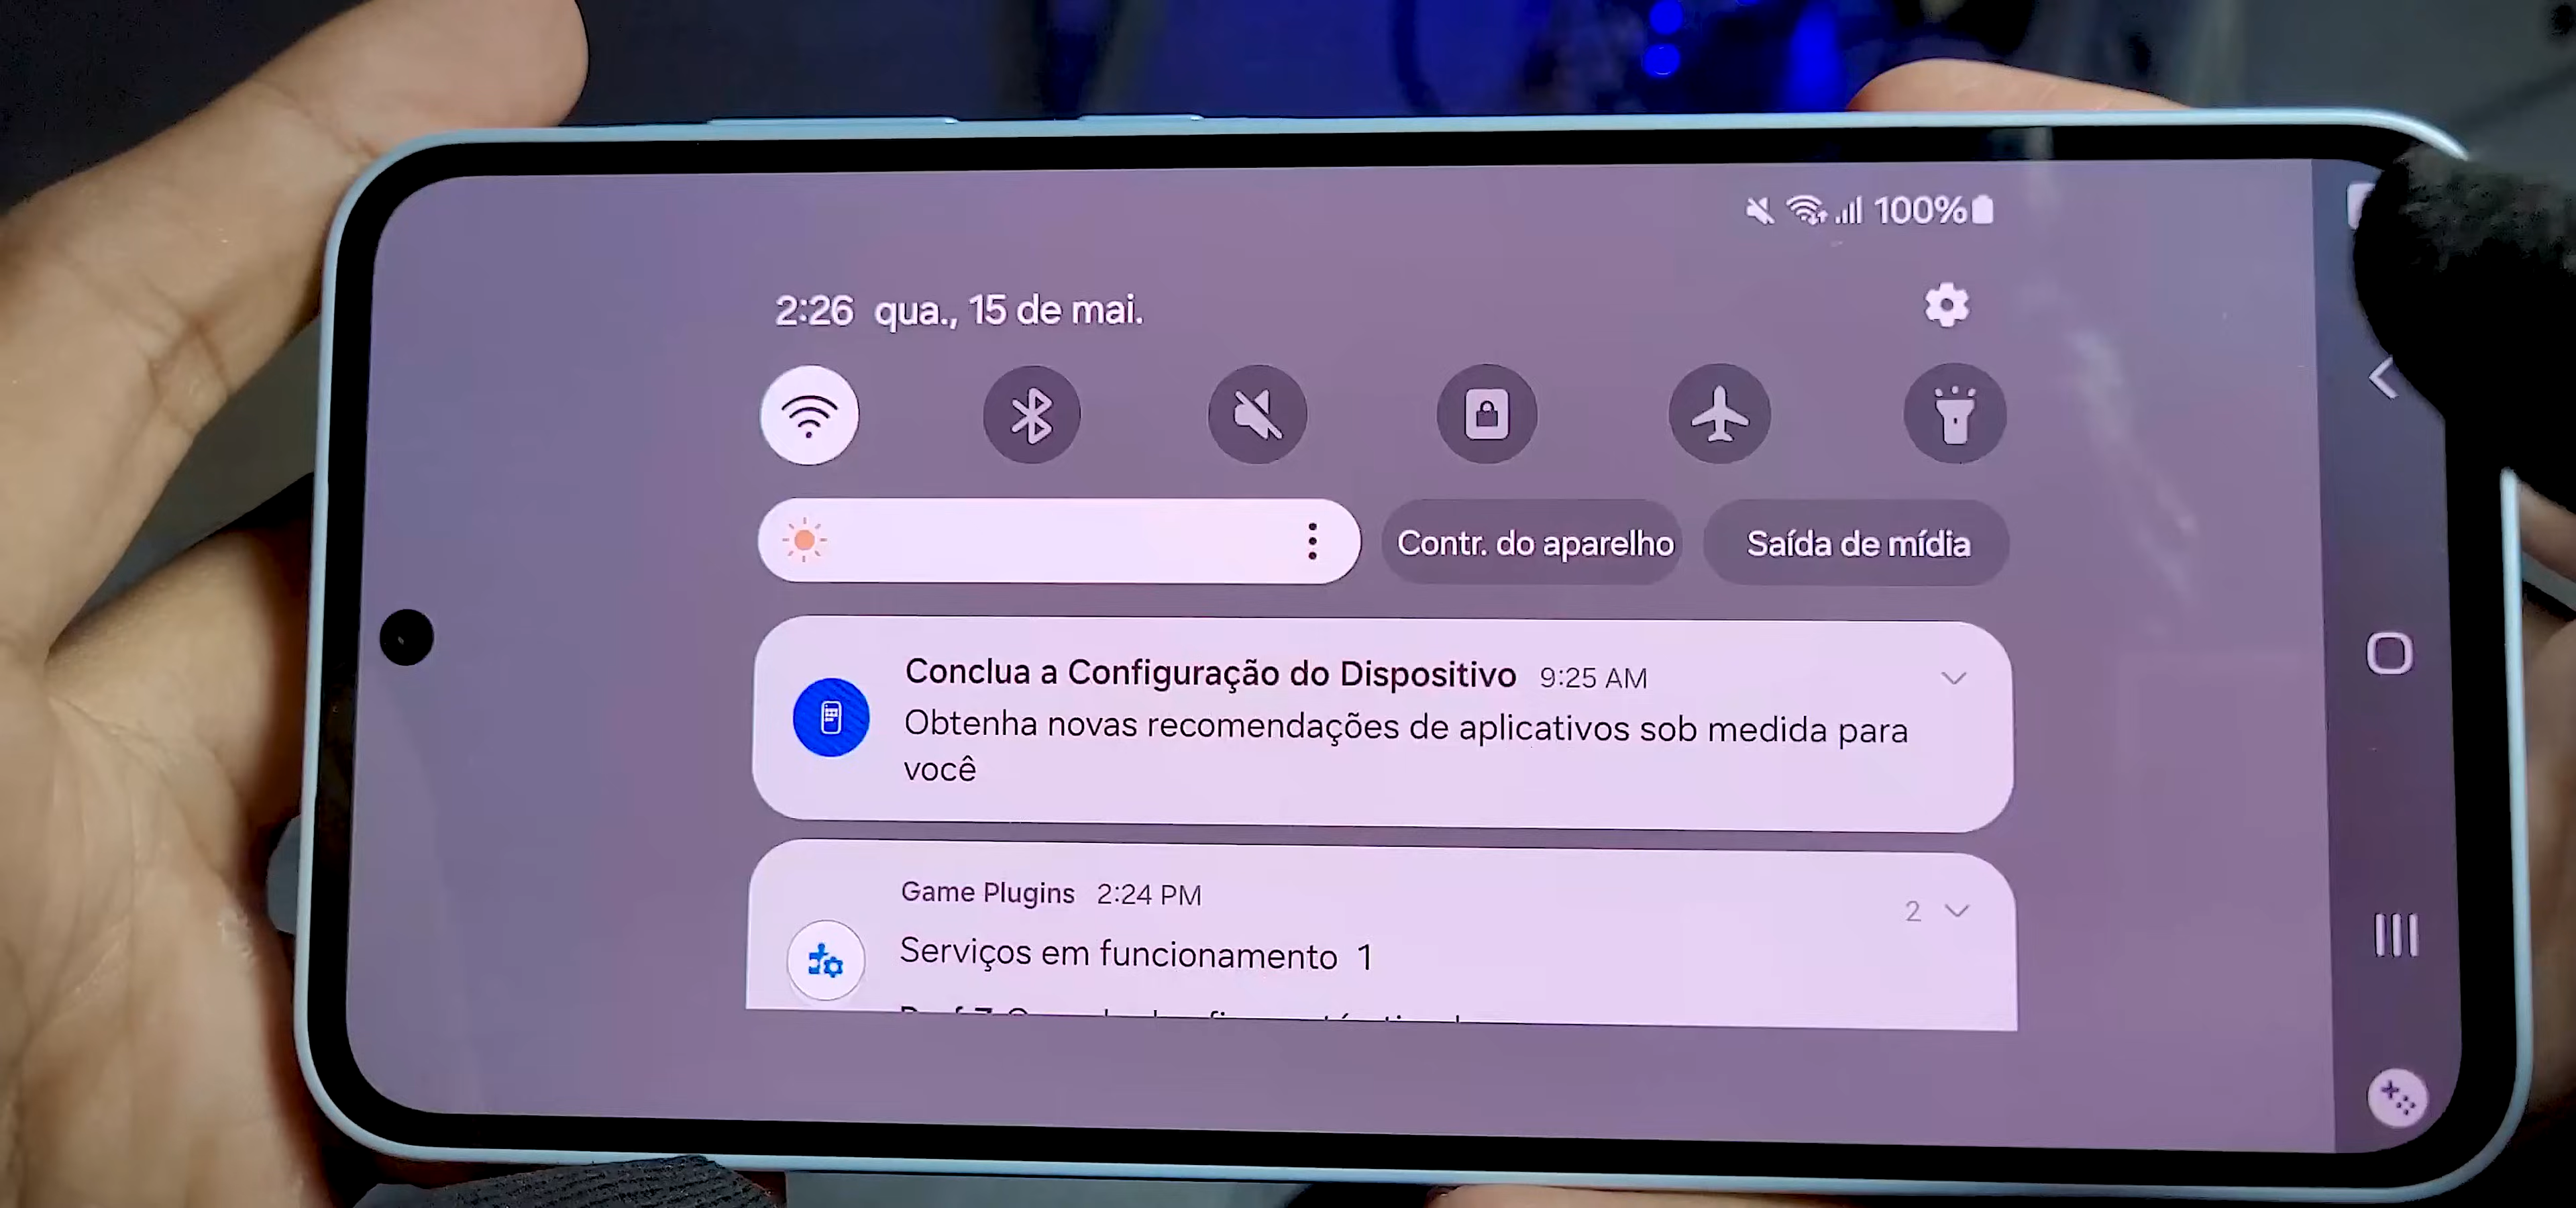 100%
2:26 qua., 15 de mai.
Contr. do aparelho
Saída de mídia
Conclua a Configuração do Dispositivo 9:25 AM
Obtenha novas recomendações de aplicativos sob medida para
você
Game Plugins 2:24 PM
2
Serviços em funcionamento 1